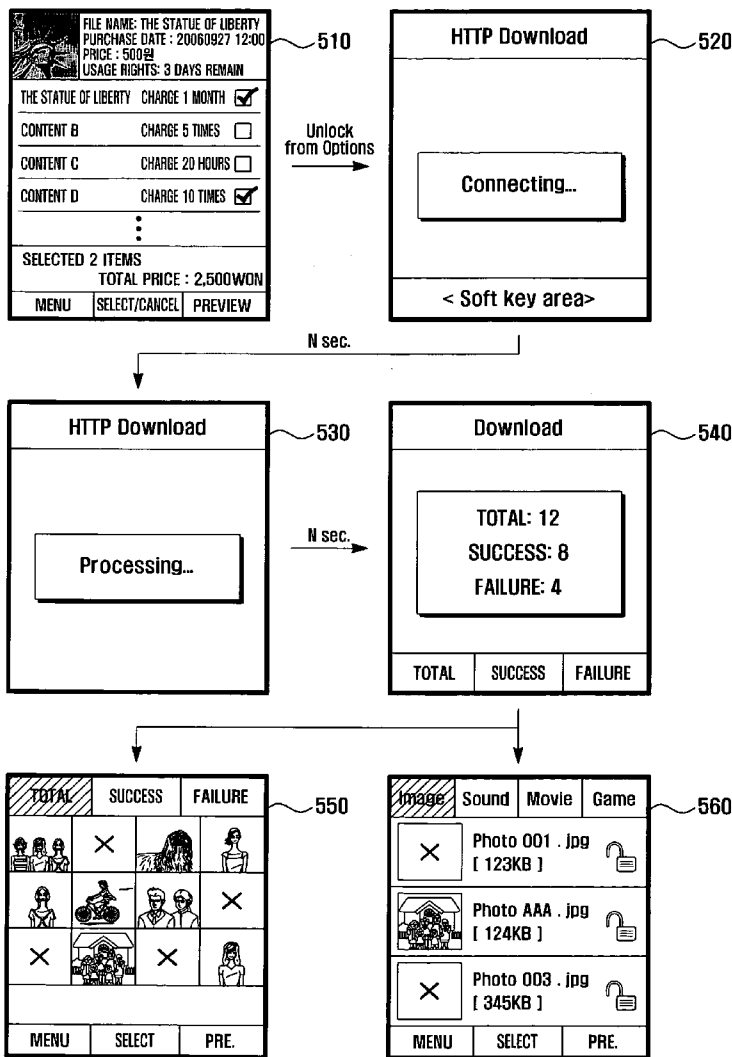 FILE NAME: THE STATUE OF LIBERTY
PURCHASE DATE : 20060927 12:00
PRICE : 500원
USAGE RIGHTS: 3 DAYS REMAIN
510
THE STATUE OF LIBERTY CHARGE 1 MONTH
CONTENT B CHARGE 5 TIMES
CONTENT C CHARGE 20 HOURS
CONTENT D CHARGE 10 TIMES
SELECTED 2 ITEMS
TOTAL PRICE : 2,500WON
MENU SELECT/CANCEL PREVIEW
Unlock
from Options
HTTP Download
520
Connecting...
< Soft key area>
N sec.
HTTP Download
530
Processing...
N sec.
Download
540
TOTAL: 12
SUCCESS: 8
FAILURE: 4
TOTAL SUCCESS FAILURE
TOTAL SUCCESS FAILURE
550
MENU SELECT PRE.
Image Sound Movie Game
560
Photo 001 . jpg
[ 123KB ]
Photo AAA . jpg
[ 124KB ]
Photo 003 . jpg
[ 345KB ]
MENU SELECT PRE.